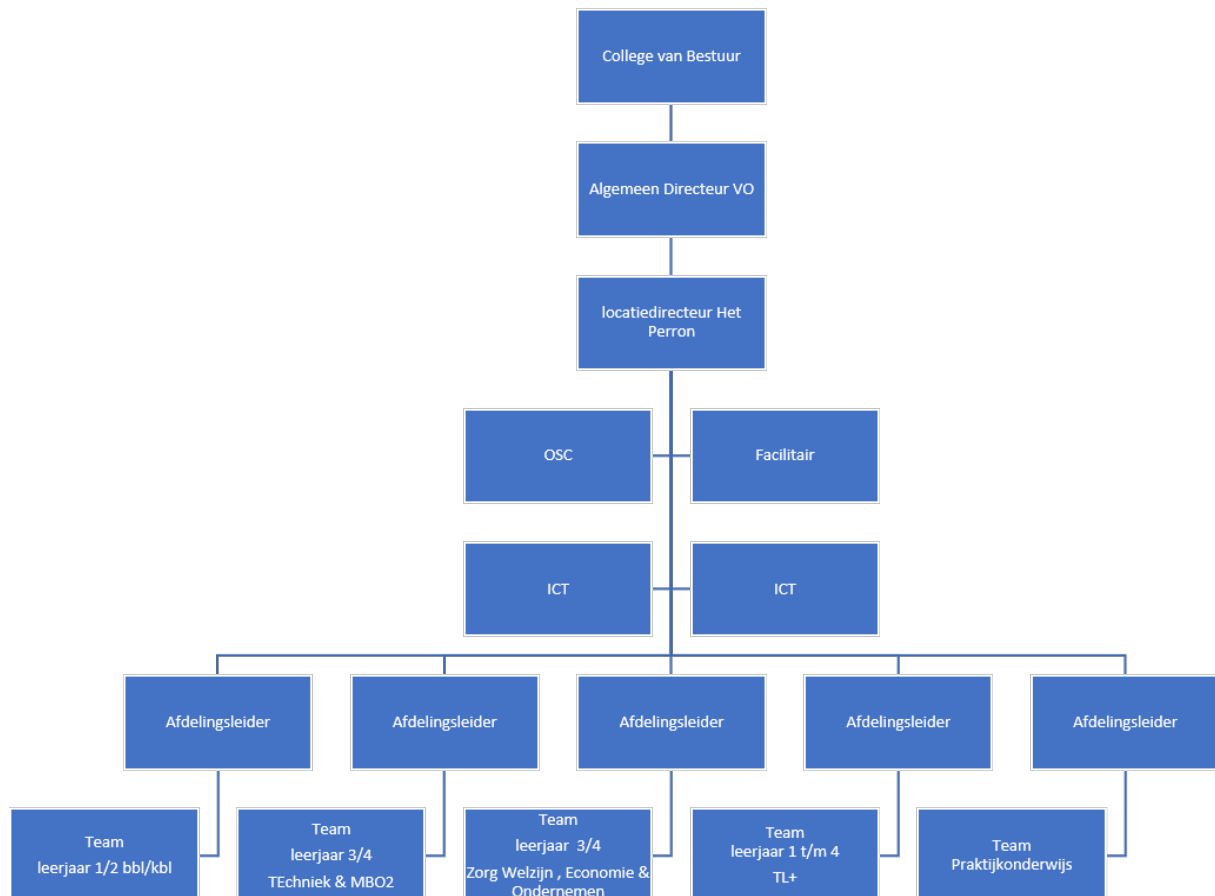 College van Bestuur
Algemeen Directeur VO
locatiedirecteur Het
Perron
OSC
Facilitair
ICT
ICT
Afdelingsleider
Afdelingsleider
Afdelingsleider
Afdelingsleider
Afdelingsleider
Team
leerjaar 1/2 bbl/kbl
Team
leerjaar 3/4
TEchniek & MBO2
Team
leerjaar 3/4
Zorg Welzijn , Economie &
Ondernemen
Team
leerjaar 1 t/m 4
TL+
Team
Praktijkonderwijs